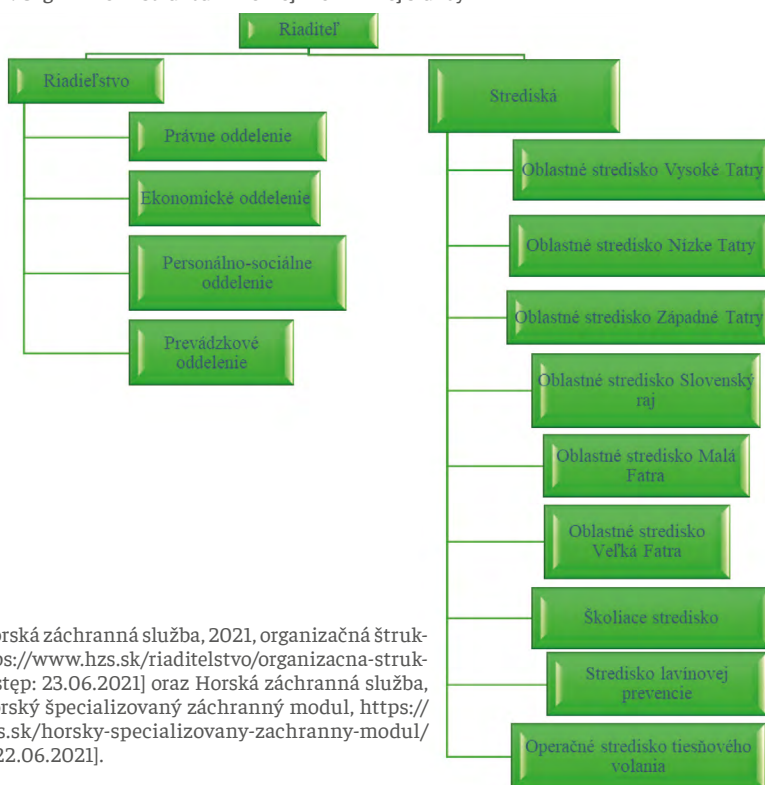 Riaditeľ
Riadieľstvo
Strediská
Právne oddelenie
Ekonomické oddelenie
Personálno-sociálne
oddelenie
Prevádzkové
oddelenie
Oblastné stredisko Vysoké Tatry
Oblastné stredisko Nízke Tatry
Oblastné stredisko Západné Tatry
Oblastné stredisko Slovenský
raj
Oblastné stredisko Malá
Fatra
Oblastné stredisko
Veľká Fatra
Školiace stredisko
Stredisko lavínovej
prevencie
Operačné stredisko tiesňového
volania
orská záchranná služba, 2021, organizačná štruk-
ps://www.hzs.sk/riaditelstvo/organizacna-struk-
stęp: 23.06.2021] oraz Horská záchranná služba,
orský špecializovaný záchranný modul, https://
s.sk/horsky-specializovany-zachranny-modul/
22.06.2021].